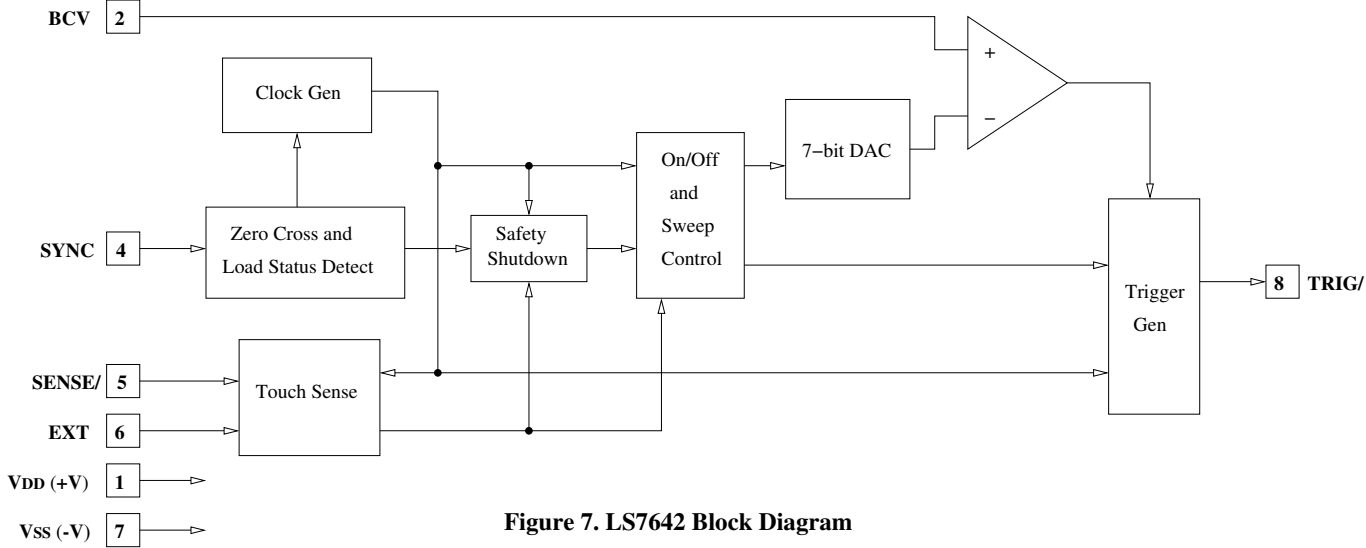 BCV 2
+
Clock Gen
−
7−bit DAC
On/Off
and
Sweep
Control
SYNC 4
Zero Cross and
Load Status Detect
Safety
Shutdown
Trigger
Gen
8 TRIG/
SENSE/ 5
Touch Sense
EXT 6
VDD (+V) 1
VSS (-V) 7
Figure 7. LS7642 Block Diagram